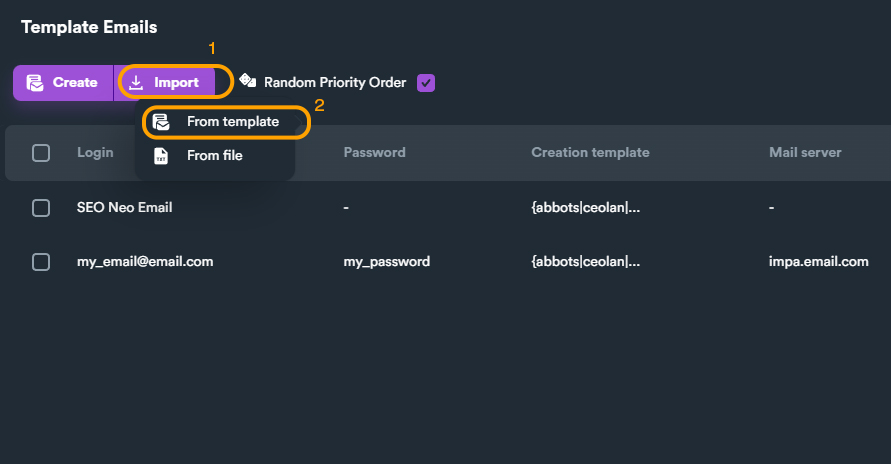 Template Emails
1
Create Import Random Priority Order
2
From template
From file
TXT
Login Password Creation template Mail server
SEO Neo Email - {abbots|ceolan|... -
my_email@email.com my_password {abbots|ceolan|... impa.email.com